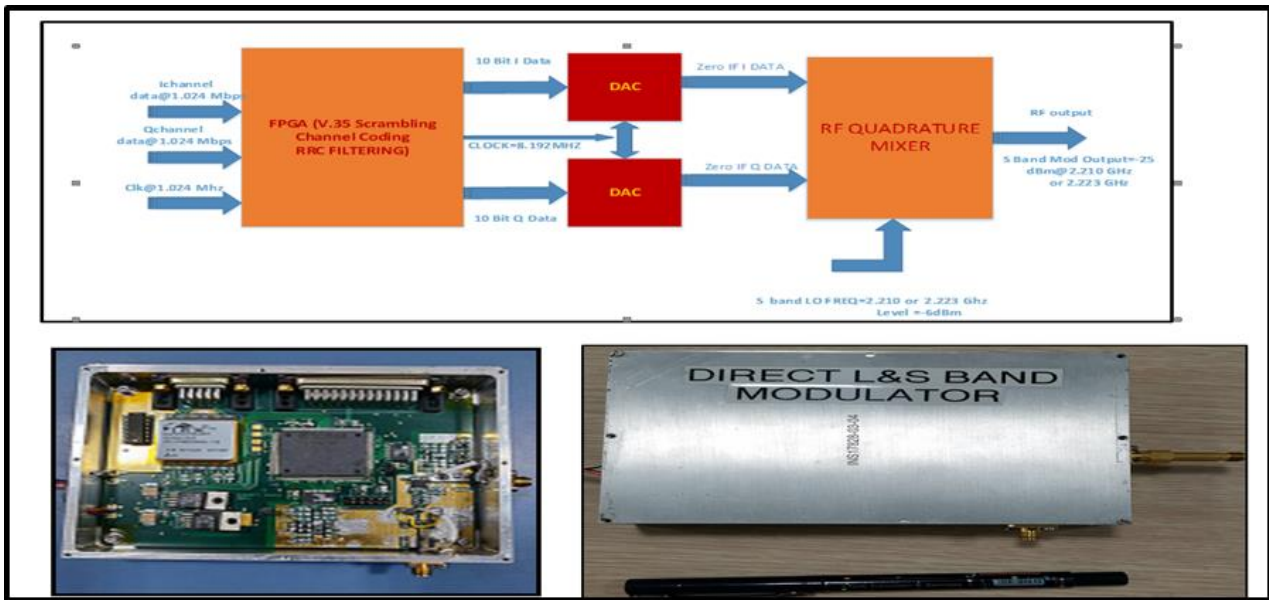 Ichannel
data@1.024 Mbps
Qchannel
data@1.024 Mbps
Clk@1.024 Mhz
FPGA (V.35 Scrambling
Channel Coding
RRC FILTERING)
10 Bit I Data
CLOCK=8.192MHZ
10 Bit Q Data
DAC
DAC
Zero IF I DATA
Zero IF Q DATA
RF QUADRATURE
MIXER
RF output
S Band Mod Output=-25
dBm@2.210 GHz
or 2.223 GHz
S band LO FREQ=2.210 or 2.223 Ghz
Level =-6dBm
DIRECT L&S BAND
MODULATOR